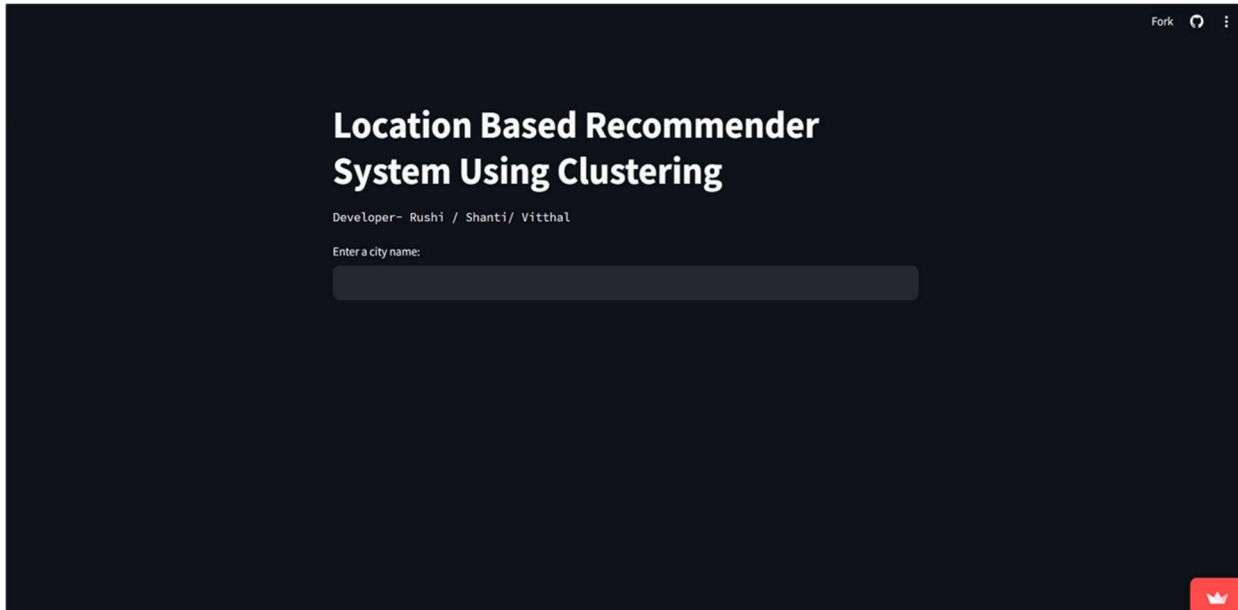 Fork
Location Based Recommender
System Using Clustering
Developer- Rushi / Shanti/ Vitthal
Enter a city name: